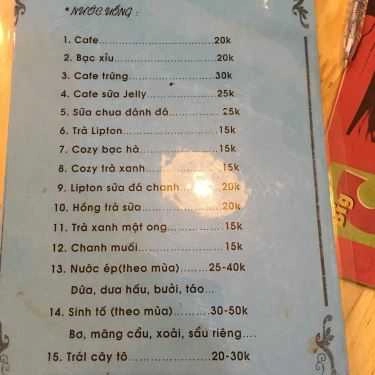 * NƯỚC UỐNG :
1. Cafe.................................20k
2. Bạc xỉu.............................20k
3. Cafe trứng........................30k
4. Cafe sữa Jelly...................25k
5. Sữa chua đánh đá............25k
6. Trà Lipton.........................15k
7. Cozy bạc hà......................15k
8. Cozy trà xanh...................15k
9. Lipton sữa đá chanh.........20k
10. Hồng trà sữa....................20k
11. Trà xanh mật ong.............15k
12. Chanh muối.....................15k
13. Nước ép(theo mùa).......25-40k
Dứa, dưa hấu, bưởi, táo...
14. Sinh tố (theo mùa).........30-50k
Bơ, mãng cầu, xoài, sầu riêng....
15. Trái cây tô.....................20-30k
Big